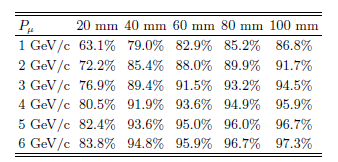 P_μ 20 mm 40 mm 60 mm 80 mm 100 mm
1 GeV/c 63.1% 79.0% 82.9% 85.2% 86.8%
2 GeV/c 72.2% 85.4% 88.0% 89.9% 91.7%
3 GeV/c 76.9% 89.4% 91.5% 93.2% 94.5%
4 GeV/c 80.5% 91.9% 93.6% 94.9% 95.9%
5 GeV/c 82.4% 93.6% 95.0% 96.0% 96.7%
6 GeV/c 83.8% 94.8% 95.9% 96.7% 97.3%